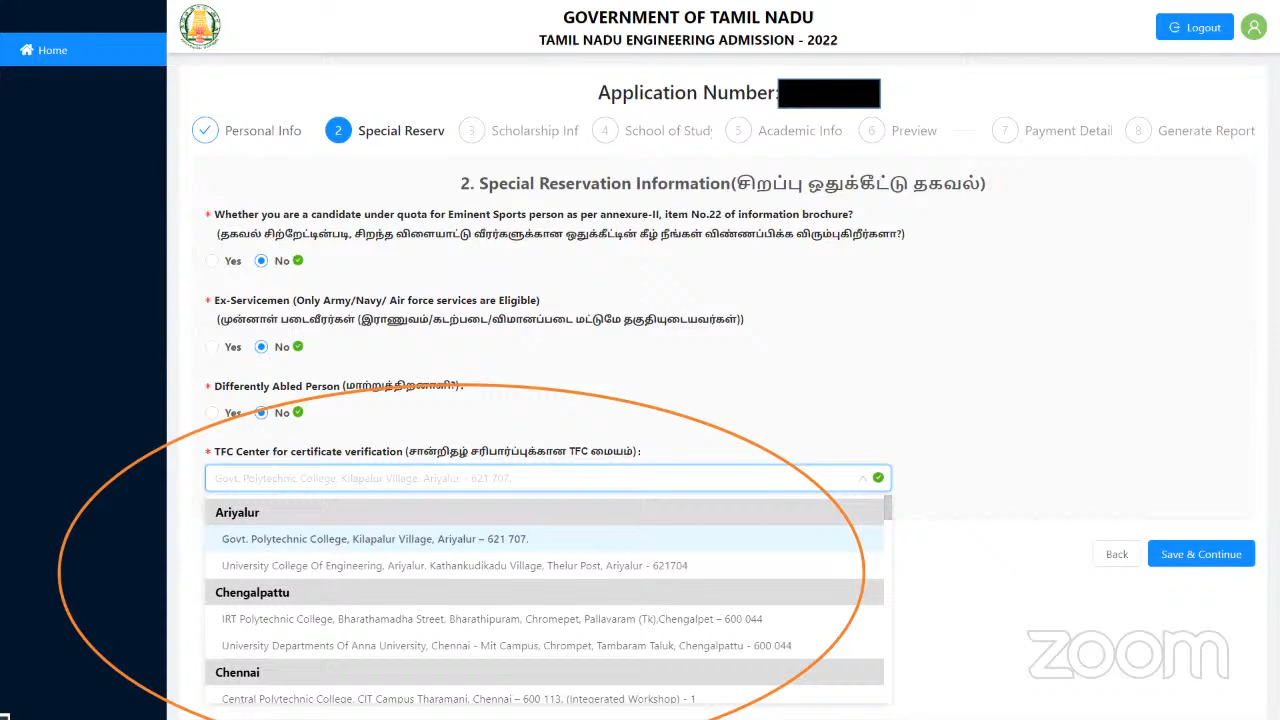 GOVERNMENT OF TAMIL NADU
TAMIL NADU ENGINEERING ADMISSION - 2022
Logout
Home
Application Number:
Personal Info
2 Special Reserv
3 Scholarship Inf
4 School of Study
5 Academic Info
6 Preview
7 Payment Detail
8 Generate Report
2. Special Reservation Information(சிறப்பு ஒதுக்கீட்டு தகவல்)
* Whether you are a candidate under quota for Eminent Sports person as per annexure-II, item No.22 of information brochure?
(தகவல் சிற்றேட்டின்படி, சிறந்த விளையாட்டு வீரர்களுக்கான ஒதுக்கீட்டின் கீழ் நீங்கள் விண்ணப்பிக்க விரும்புகிறீர்களா?)
Yes No
* Ex-Servicemen (Only Army/Navy/ Air force services are Eligible)
(முன்னாள் படைவீரர்கள் (இராணுவம்/கடற்படை/விமானப்படை மட்டுமே தகுதியுடையவர்கள்))
Yes No
* Differently Abled Person (மாற்றுத்திறனாளி?) :
Yes No
* TFC Center for certificate verification (சான்றிதழ் சரிபார்ப்புக்கான TFC மையம்) :
Govt. Polytechnic College, Kilapalur Village, Ariyalur – 621 707.
Ariyalur
Govt. Polytechnic College, Kilapalur Village, Ariyalur – 621 707.
University College Of Engineering, Ariyalur. Kathankudikadu Village, Thelur Post, Ariyalur - 621704
Chengalpattu
IRT Polytechnic College, Bharathamadha Street, Bharathipuram, Chromepet, Pallavaram (Tk).Chengalpet – 600 044
University Departments Of Anna University, Chennai - Mit Campus, Chrompet, Tambaram Taluk, Chengalpattu - 600 044
Chennai
Central Polytechnic College, CIT Campus Tharamani, Chennai – 600 113. (Integerated Workshop) - 1
Back
Save & Continue
zoom